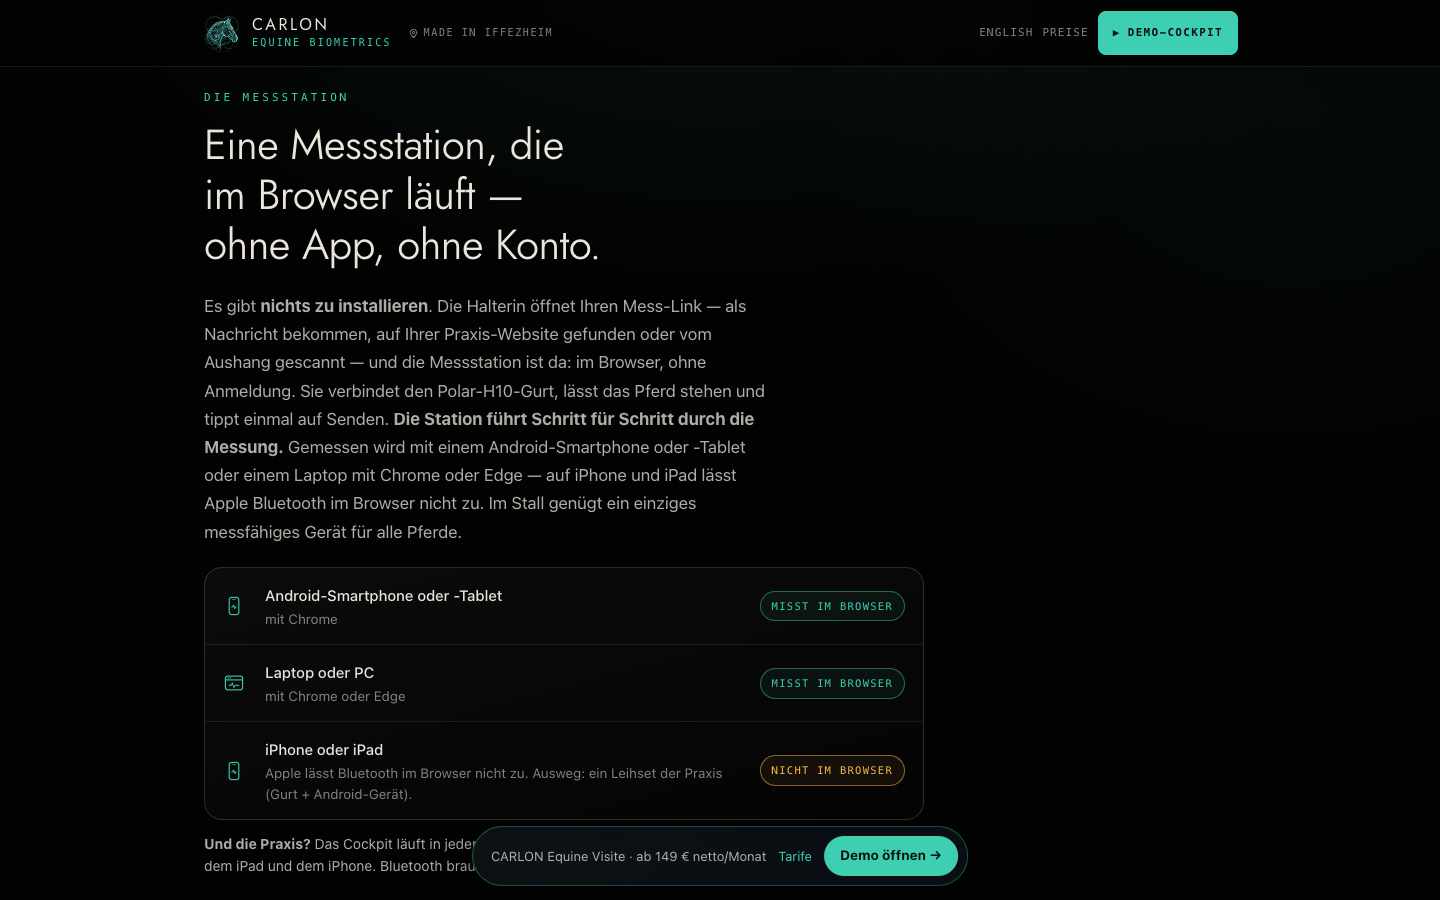 CARLON
EQUINE BIOMETRICS
MADE IN IFFEZHEIM
ENGLISH PREISE
▶ DEMO-COCKPIT
DIE MESSSTATION
Eine Messstation, die
im Browser läuft —
ohne App, ohne Konto.
Es gibt nichts zu installieren. Die Halterin öffnet Ihren Mess-Link — als
Nachricht bekommen, auf Ihrer Praxis-Website gefunden oder vom
Aushang gescannt — und die Messstation ist da: im Browser, ohne
Anmeldung. Sie verbindet den Polar-H10-Gurt, lässt das Pferd stehen und
tippt einmal auf Senden. Die Station führt Schritt für Schritt durch die
Messung. Gemessen wird mit einem Android-Smartphone oder -Tablet
oder einem Laptop mit Chrome oder Edge — auf iPhone und iPad lässt
Apple Bluetooth im Browser nicht zu. Im Stall genügt ein einziges
messfähiges Gerät für alle Pferde.
Android-Smartphone oder -Tablet
mit Chrome
MISST IM BROWSER
Laptop oder PC
mit Chrome oder Edge
MISST IM BROWSER
iPhone oder iPad
Apple lässt Bluetooth im Browser nicht zu. Ausweg: ein Leihset der Praxis
(Gurt + Android-Gerät).
NICHT IM BROWSER
Und die Praxis? Das Cockpit läuft in jeder
dem iPad und dem iPhone. Bluetooth brau
CARLON Equine Visite · ab 149 € netto/Monat Tarife Demo öffnen →